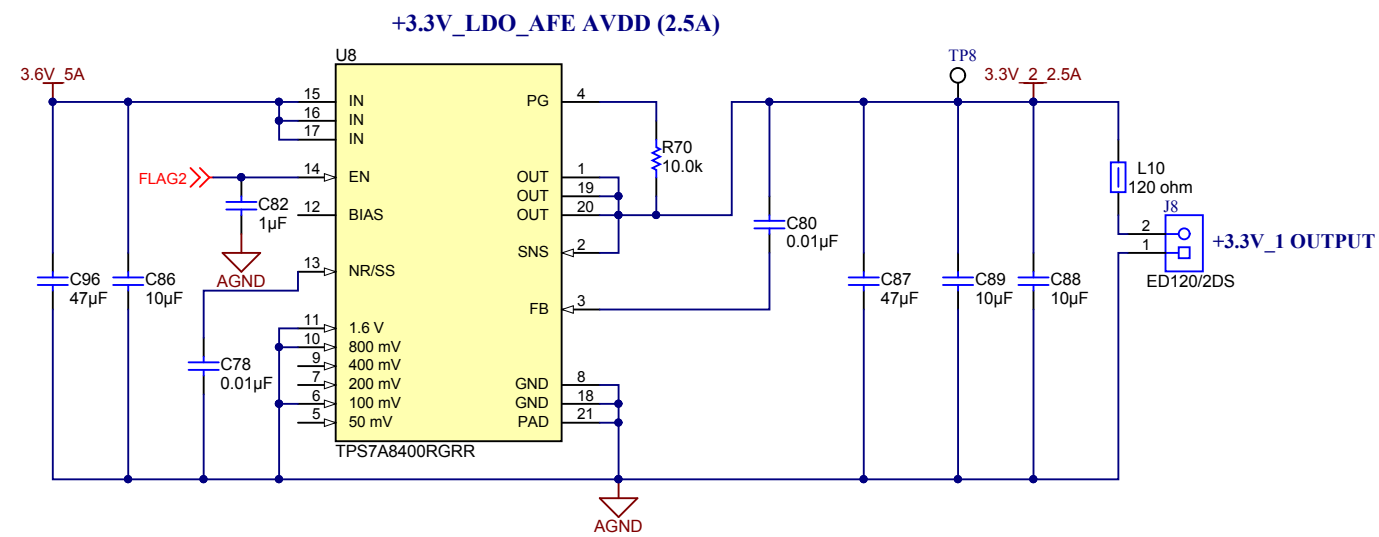 +3.3V_LDO_AFE AVDD (2.5A)
U8
3.6V_5A
TP8
3.3V_2_2.5A
15 IN PG 4
16 IN
17 IN
R70
10.0k
FLAG2
14 EN OUT 1
OUT 19
C82
1µF
12 BIAS OUT 20
L10
120 ohm
J8
C80
0.01µF
2
1
+3.3V_1 OUTPUT
SNS 2
13 NR/SS
AGND
C96
47µF
C86
10µF
C87
47µF
C89
10µF
C88
10µF
ED120/2DS
FB 3
11 1.6 V
10 800 mV
9 400 mV
C78
0.01µF
7 200 mV GND 8
6 100 mV GND 18
5 50 mV PAD 21
TPS7A8400RGRR
AGND